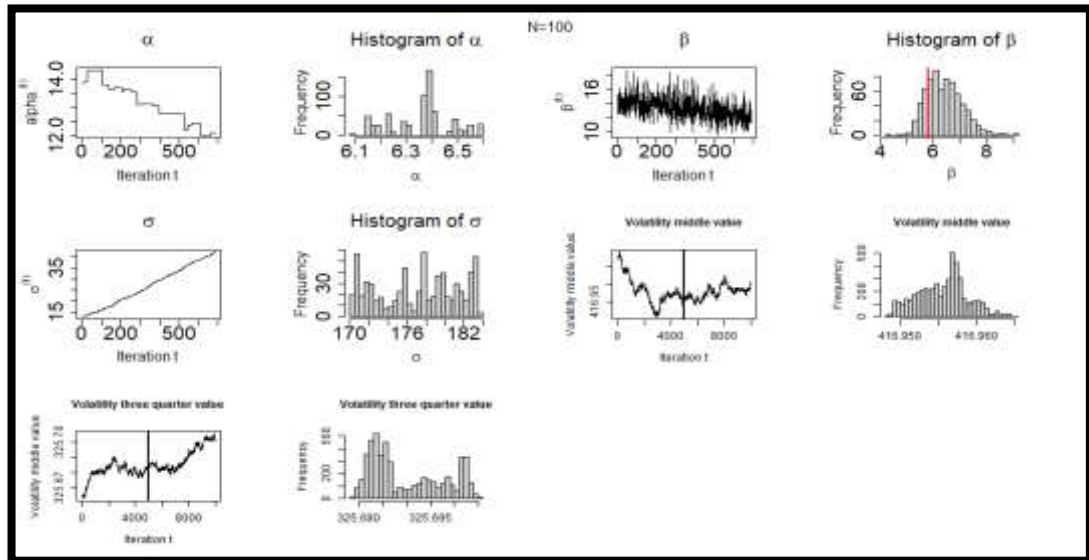 N=100
α
alpha⁽ᵗ⁾
14.0
12.0
0 200 500
Iteration t
Histogram of α
Frequency
100
0
6.1 6.3 6.5
α
β
β⁽ᵗ⁾
16
10
0 200 500
Iteration t
Histogram of β
Frequency
60
0
4 6 8
β
σ
σ⁽ᵗ⁾
35
15
0 200 500
Iteration t
Histogram of σ
Frequency
30
0
170 176 182
σ
Volatility middle value
Volatility middle value
416.95
0 4000 8000
Iteration t
Volatility middle value
Frequency
0
416.950 416.960
Volatility three quarter value
Volatility middle value
325.67
0 4000 8000
Iteration t
Volatility three quarter value
Frequency
200
0
325.680 325.695